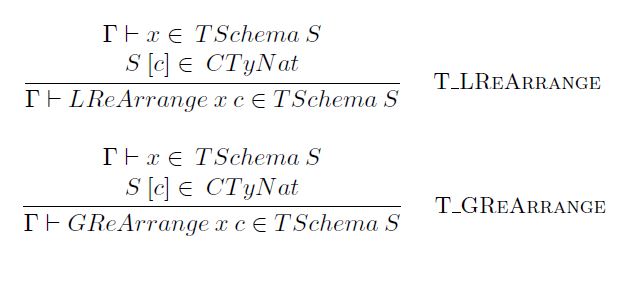 Γ ⊢ x ∈ TSchema S
S [c] ∈ CTyNat
Γ ⊢ LReArrange x c ∈ TSchema S
T_LReArrange
Γ ⊢ x ∈ TSchema S
S [c] ∈ CTyNat
Γ ⊢ GReArrange x c ∈ TSchema S
T_GReArrange